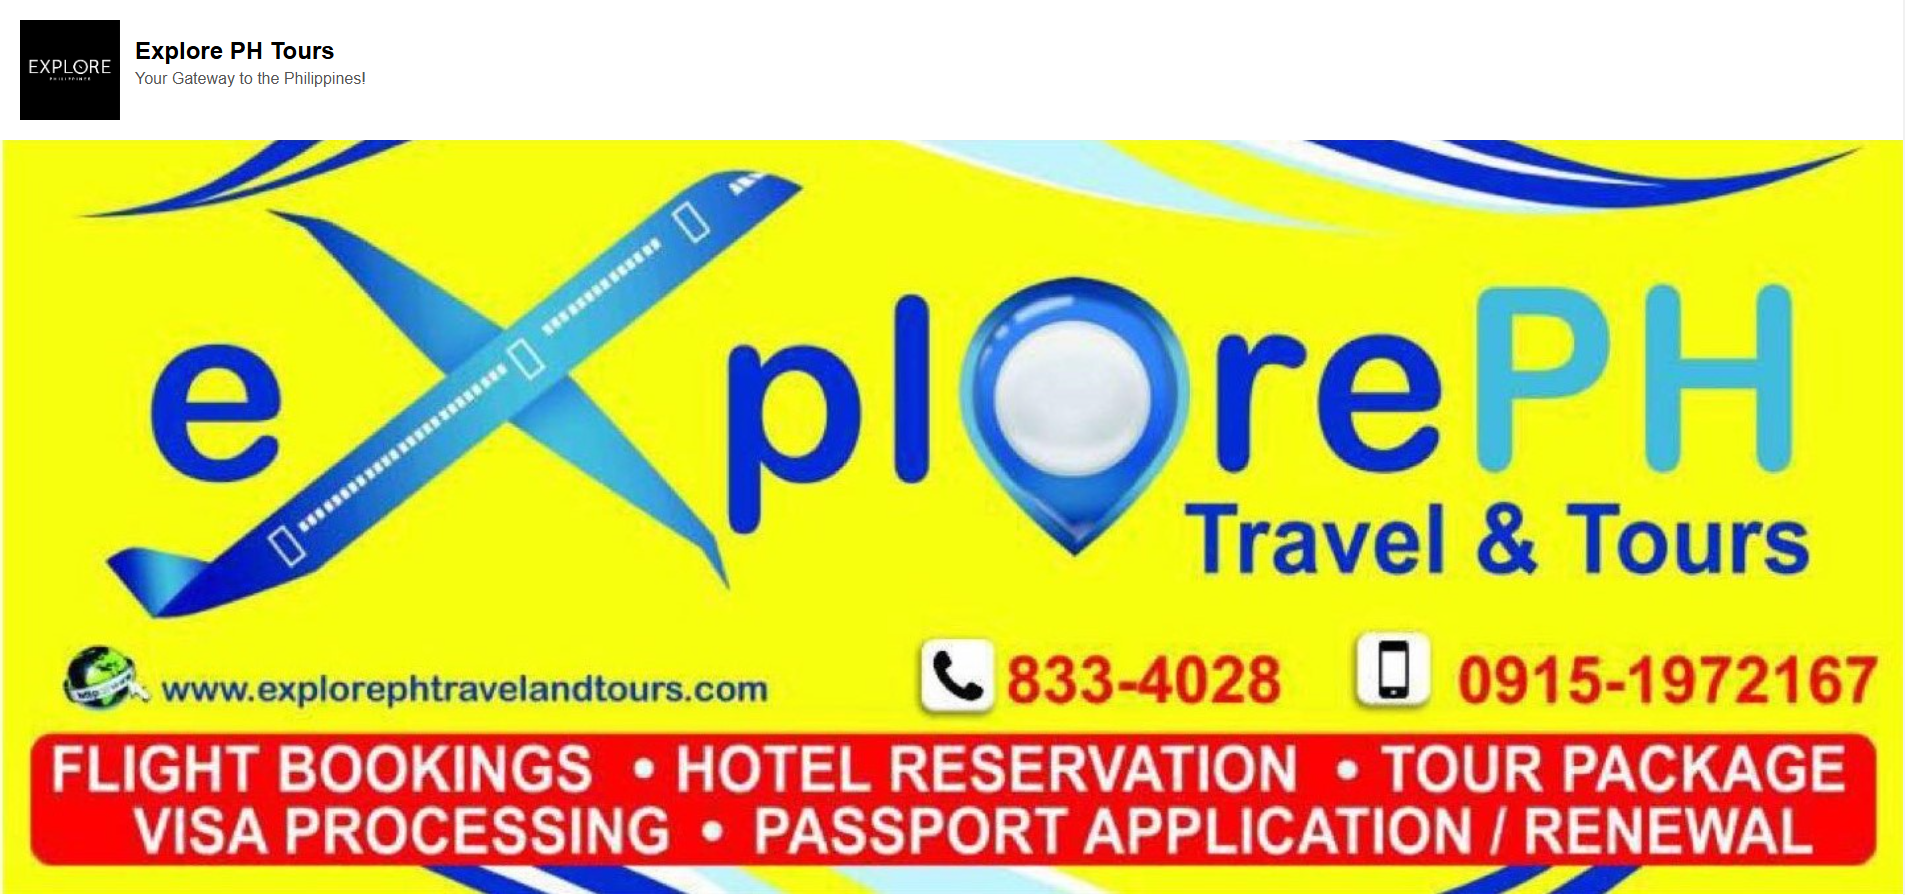 EXPLORE
PHILIPPINES
Explore PH Tours
Your Gateway to the Philippines!
eXplorePH
Travel & Tours
www.explorephtravelandtours.com
833-4028
0915-1972167
FLIGHT BOOKINGS • HOTEL RESERVATION • TOUR PACKAGE
VISA PROCESSING • PASSPORT APPLICATION / RENEWAL